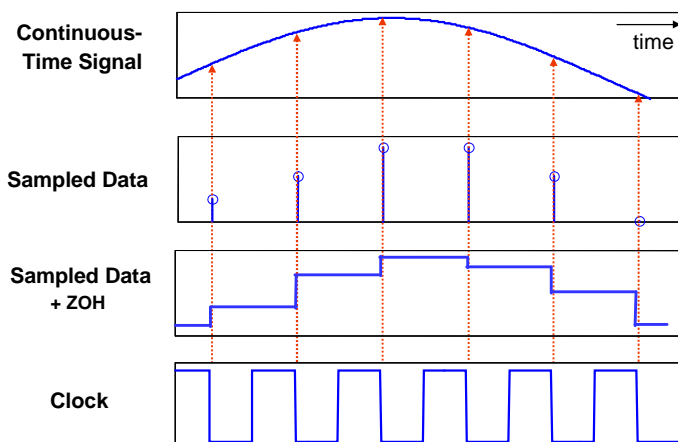 Continuous-
Time Signal
time
Sampled Data
Sampled Data
+ ZOH
Clock